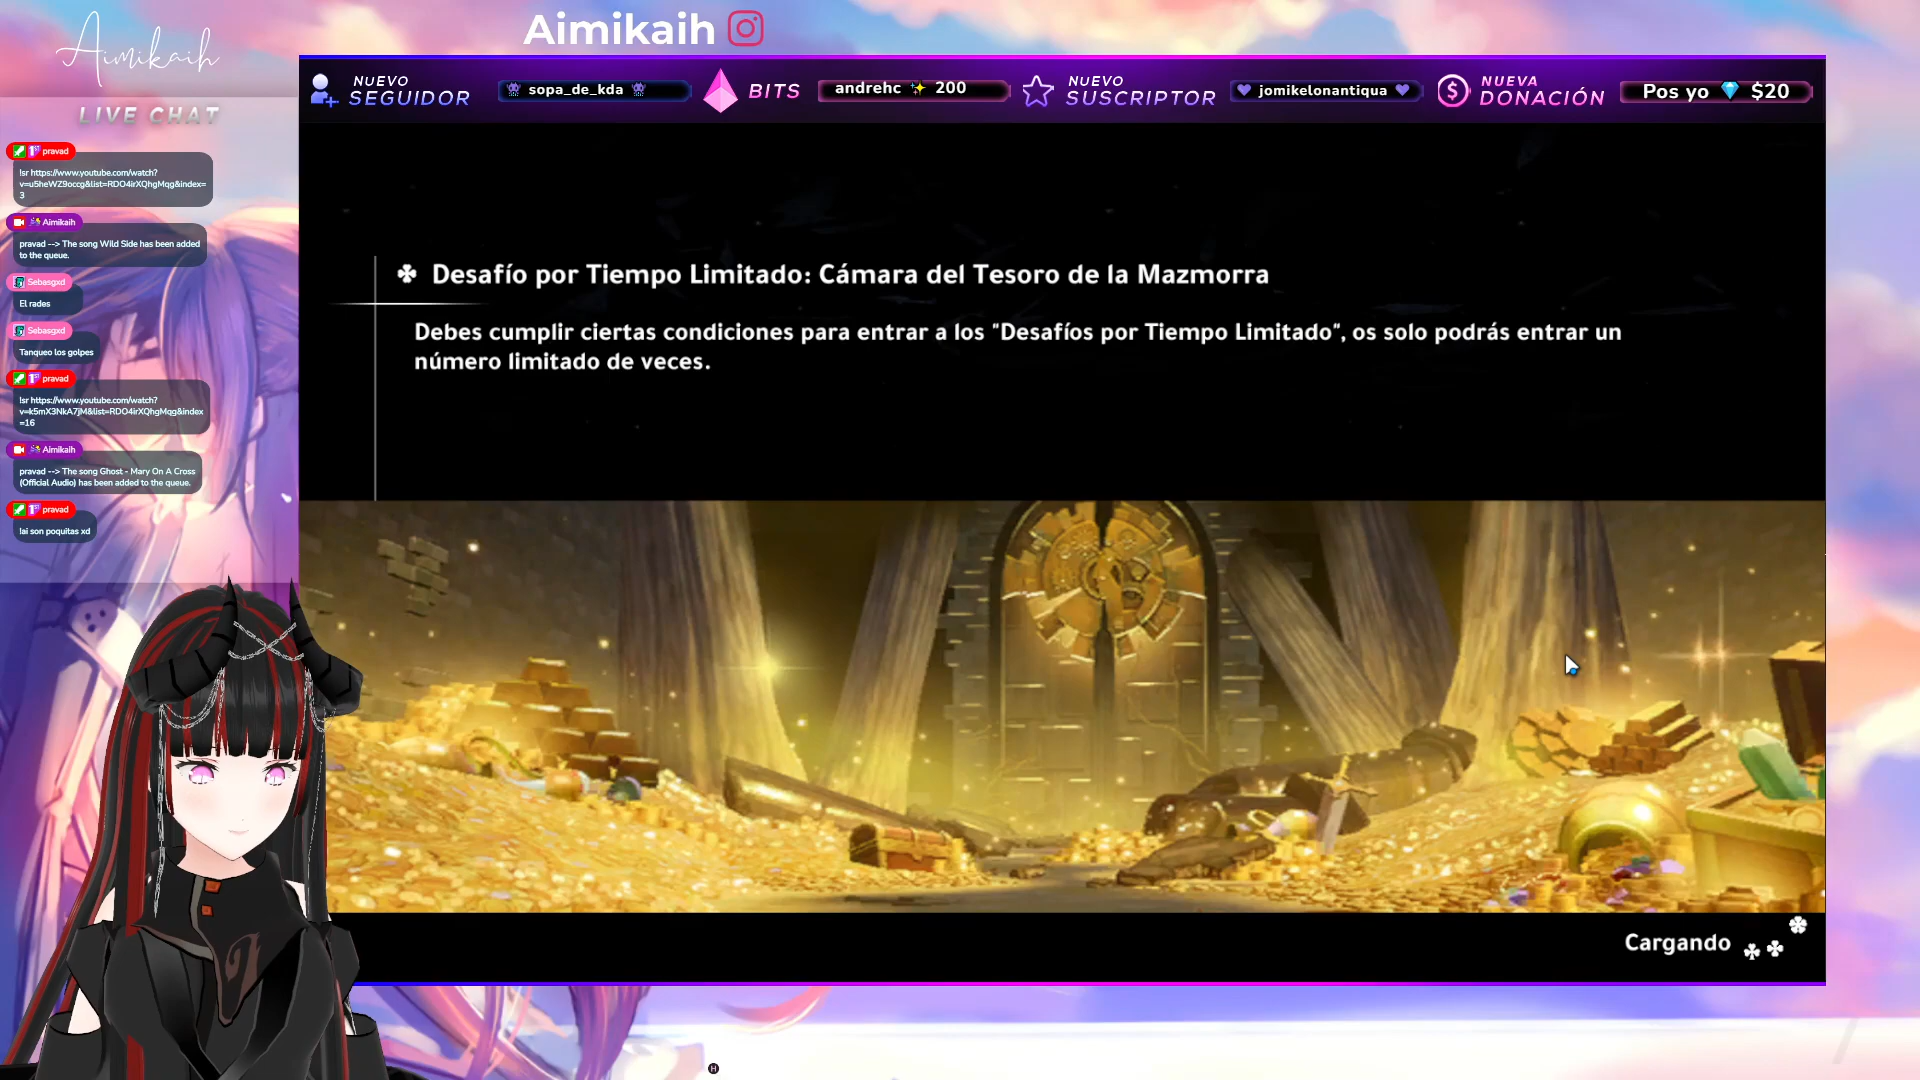 Aimikaih
Aimikaih
LIVE CHAT
NUEVO SEGUIDOR
sopa_de_kda
BITS
andrehc ✨ 200
NUEVO SUSCRIPTOR
jomikelonantiqua
NUEVA DONACIÓN
Pos yo 💎 $20
pravad
!sr https://www.youtube.com/watch?
v=u5heWZ9occg&list=RDO4irXQhgMqg&index=
3
Aimikaih
pravad --> The song Wild Side has been added
to the queue.
Sebasgxd
El rades
Sebasgxd
Tanqueo los golpes
pravad
!sr https://www.youtube.com/watch?
v=k5mX3NkA7jM&list=RDO4irXQhgMqg&index
=16
Aimikaih
pravad --> The song Ghost - Mary On A Cross
(Official Audio) has been added to the queue.
pravad
!ai son poquitas xd
Desafío por Tiempo Limitado: Cámara del Tesoro de la Mazmorra
Debes cumplir ciertas condiciones para entrar a los "Desafíos por Tiempo Limitado", os solo podrás entrar un
número limitado de veces.
Cargando
H